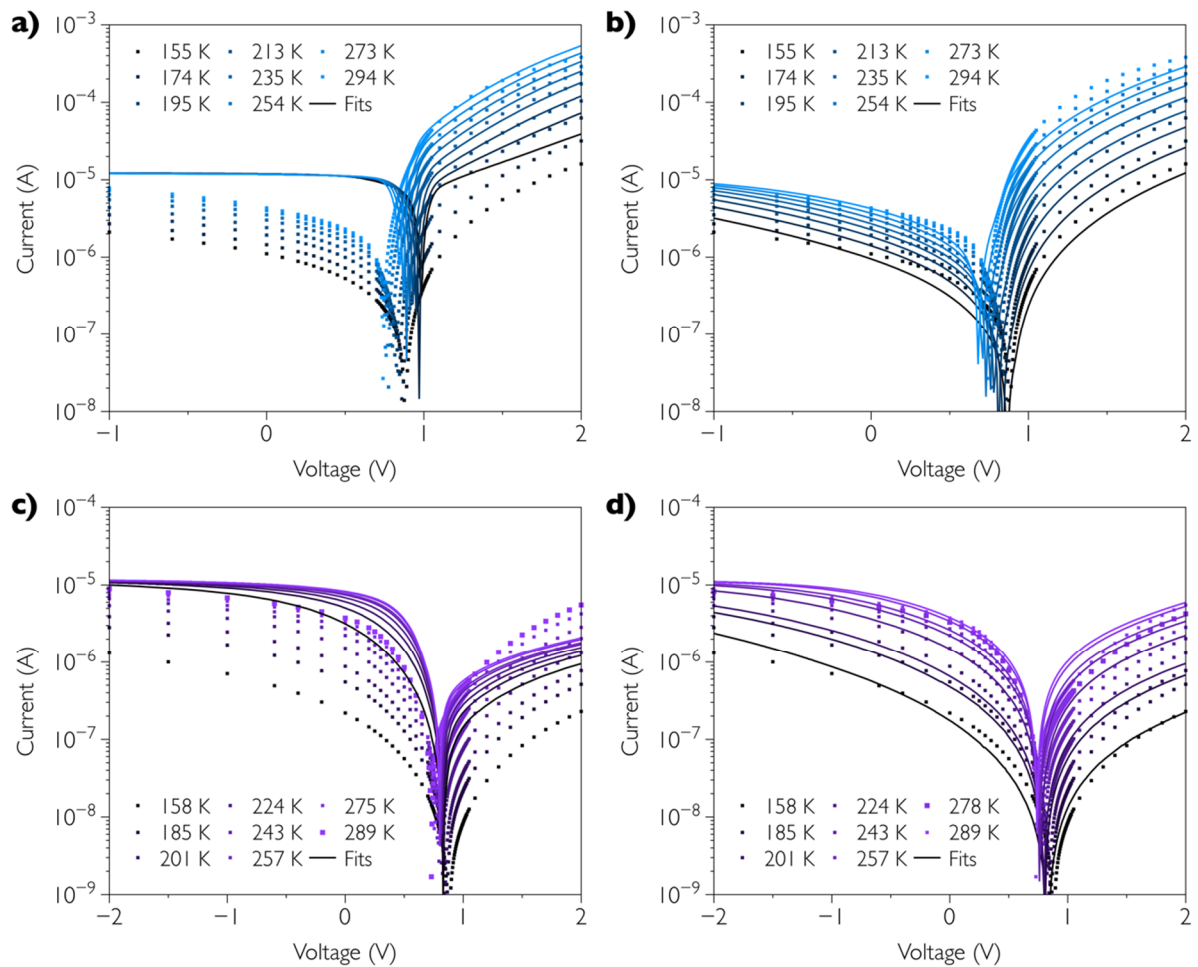 a)
10⁻³
10⁻⁴
10⁻⁵
10⁻⁶
10⁻⁷
10⁻⁸
Current (A)
155 K 213 K 273 K
174 K 235 K 294 K
195 K 254 K Fits
−1 0 1 2
Voltage (V)
b)
10⁻³
10⁻⁴
10⁻⁵
10⁻⁶
10⁻⁷
10⁻⁸
Current (A)
155 K 213 K 273 K
174 K 235 K 294 K
195 K 254 K Fits
−1 0 1 2
Voltage (V)
c)
10⁻⁴
10⁻⁵
10⁻⁶
10⁻⁷
10⁻⁸
10⁻⁹
Current (A)
158 K 224 K 275 K
185 K 243 K 289 K
201 K 257 K Fits
−2 −1 0 1 2
Voltage (V)
d)
10⁻⁴
10⁻⁵
10⁻⁶
10⁻⁷
10⁻⁸
10⁻⁹
Current (A)
158 K 224 K 278 K
185 K 243 K 289 K
201 K 257 K Fits
−2 −1 0 1 2
Voltage (V)